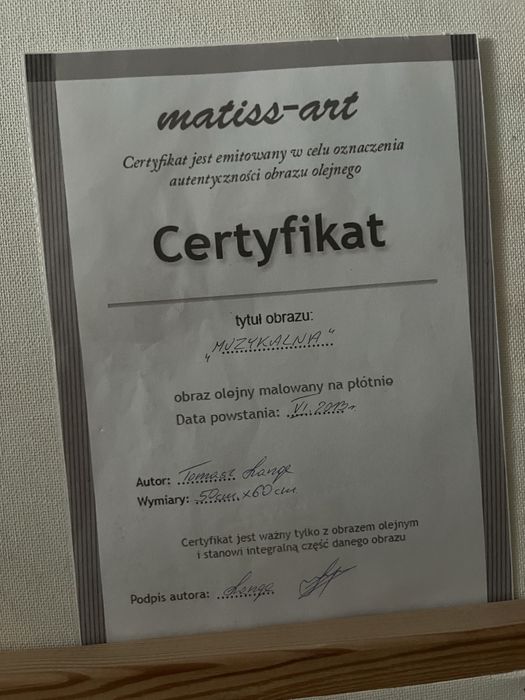 matiss-art
Certyfikat jest emitowany w celu oznaczenia
autentyczności obrazu olejnego
Certyfikat
tytuł obrazu:
„MUZYKALNA"
obraz olejny malowany na płótnie
Data powstania: VI.2013r.
Autor: Tomasz Lange
Wymiary: 50cm x 60cm
Certyfikat jest ważny tylko z obrazem olejnym
i stanowi integralną część danego obrazu
Podpis autora: Lange